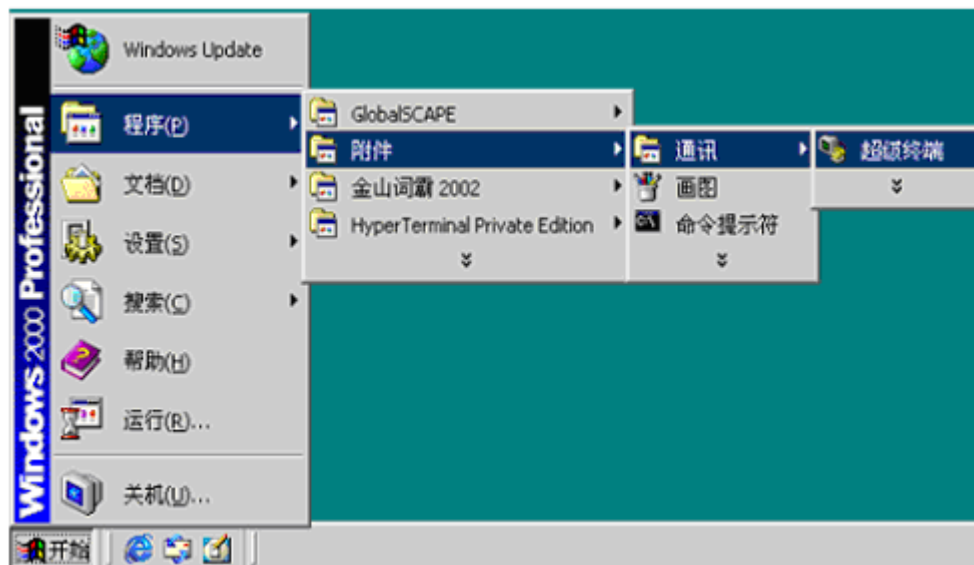 Windows 2000 Professional
Windows Update
程序(P)
文档(D)
设置(S)
搜索(C)
帮助(H)
运行(R)...
关机(U)...
GlobalSCAPE
附件
金山词霸 2002
HyperTerminal Private Edition
通讯
画图
命令提示符
超级终端
开始